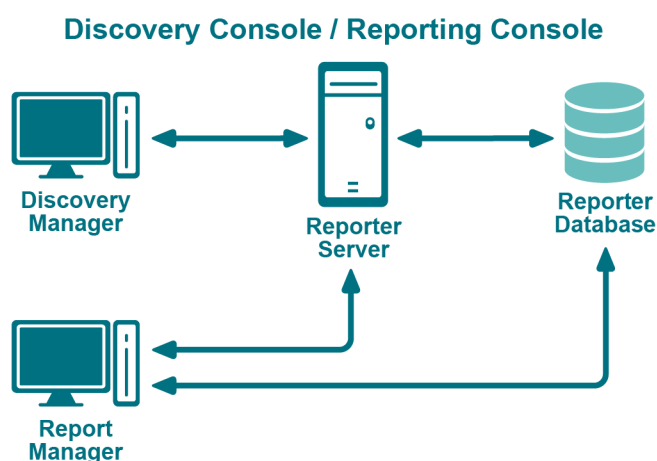 Discovery Console / Reporting Console
Discovery
Manager
Reporter
Server
Reporter
Database
Report
Manager